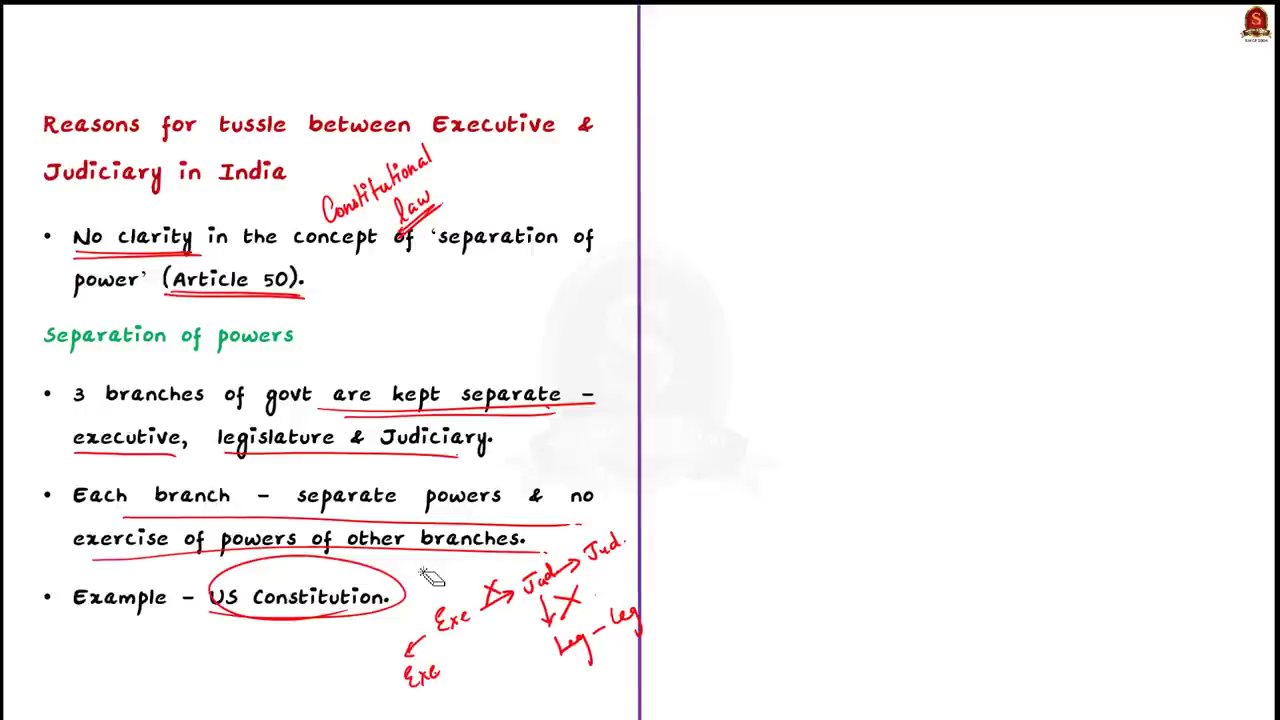 Reasons for tussle between Executive &
Judiciary in India
Constitutional
law
• No clarity in the concept of 'separation of
power' (Article 50).
Separation of powers
• 3 branches of govt are kept separate –
executive, legislature & Judiciary.
• Each branch – separate powers & no
exercise of powers of other branches.
• Example – US Constitution.
Exe X Jud Jud.
X
Leg – Leg
Exe
S
SINCE 2004